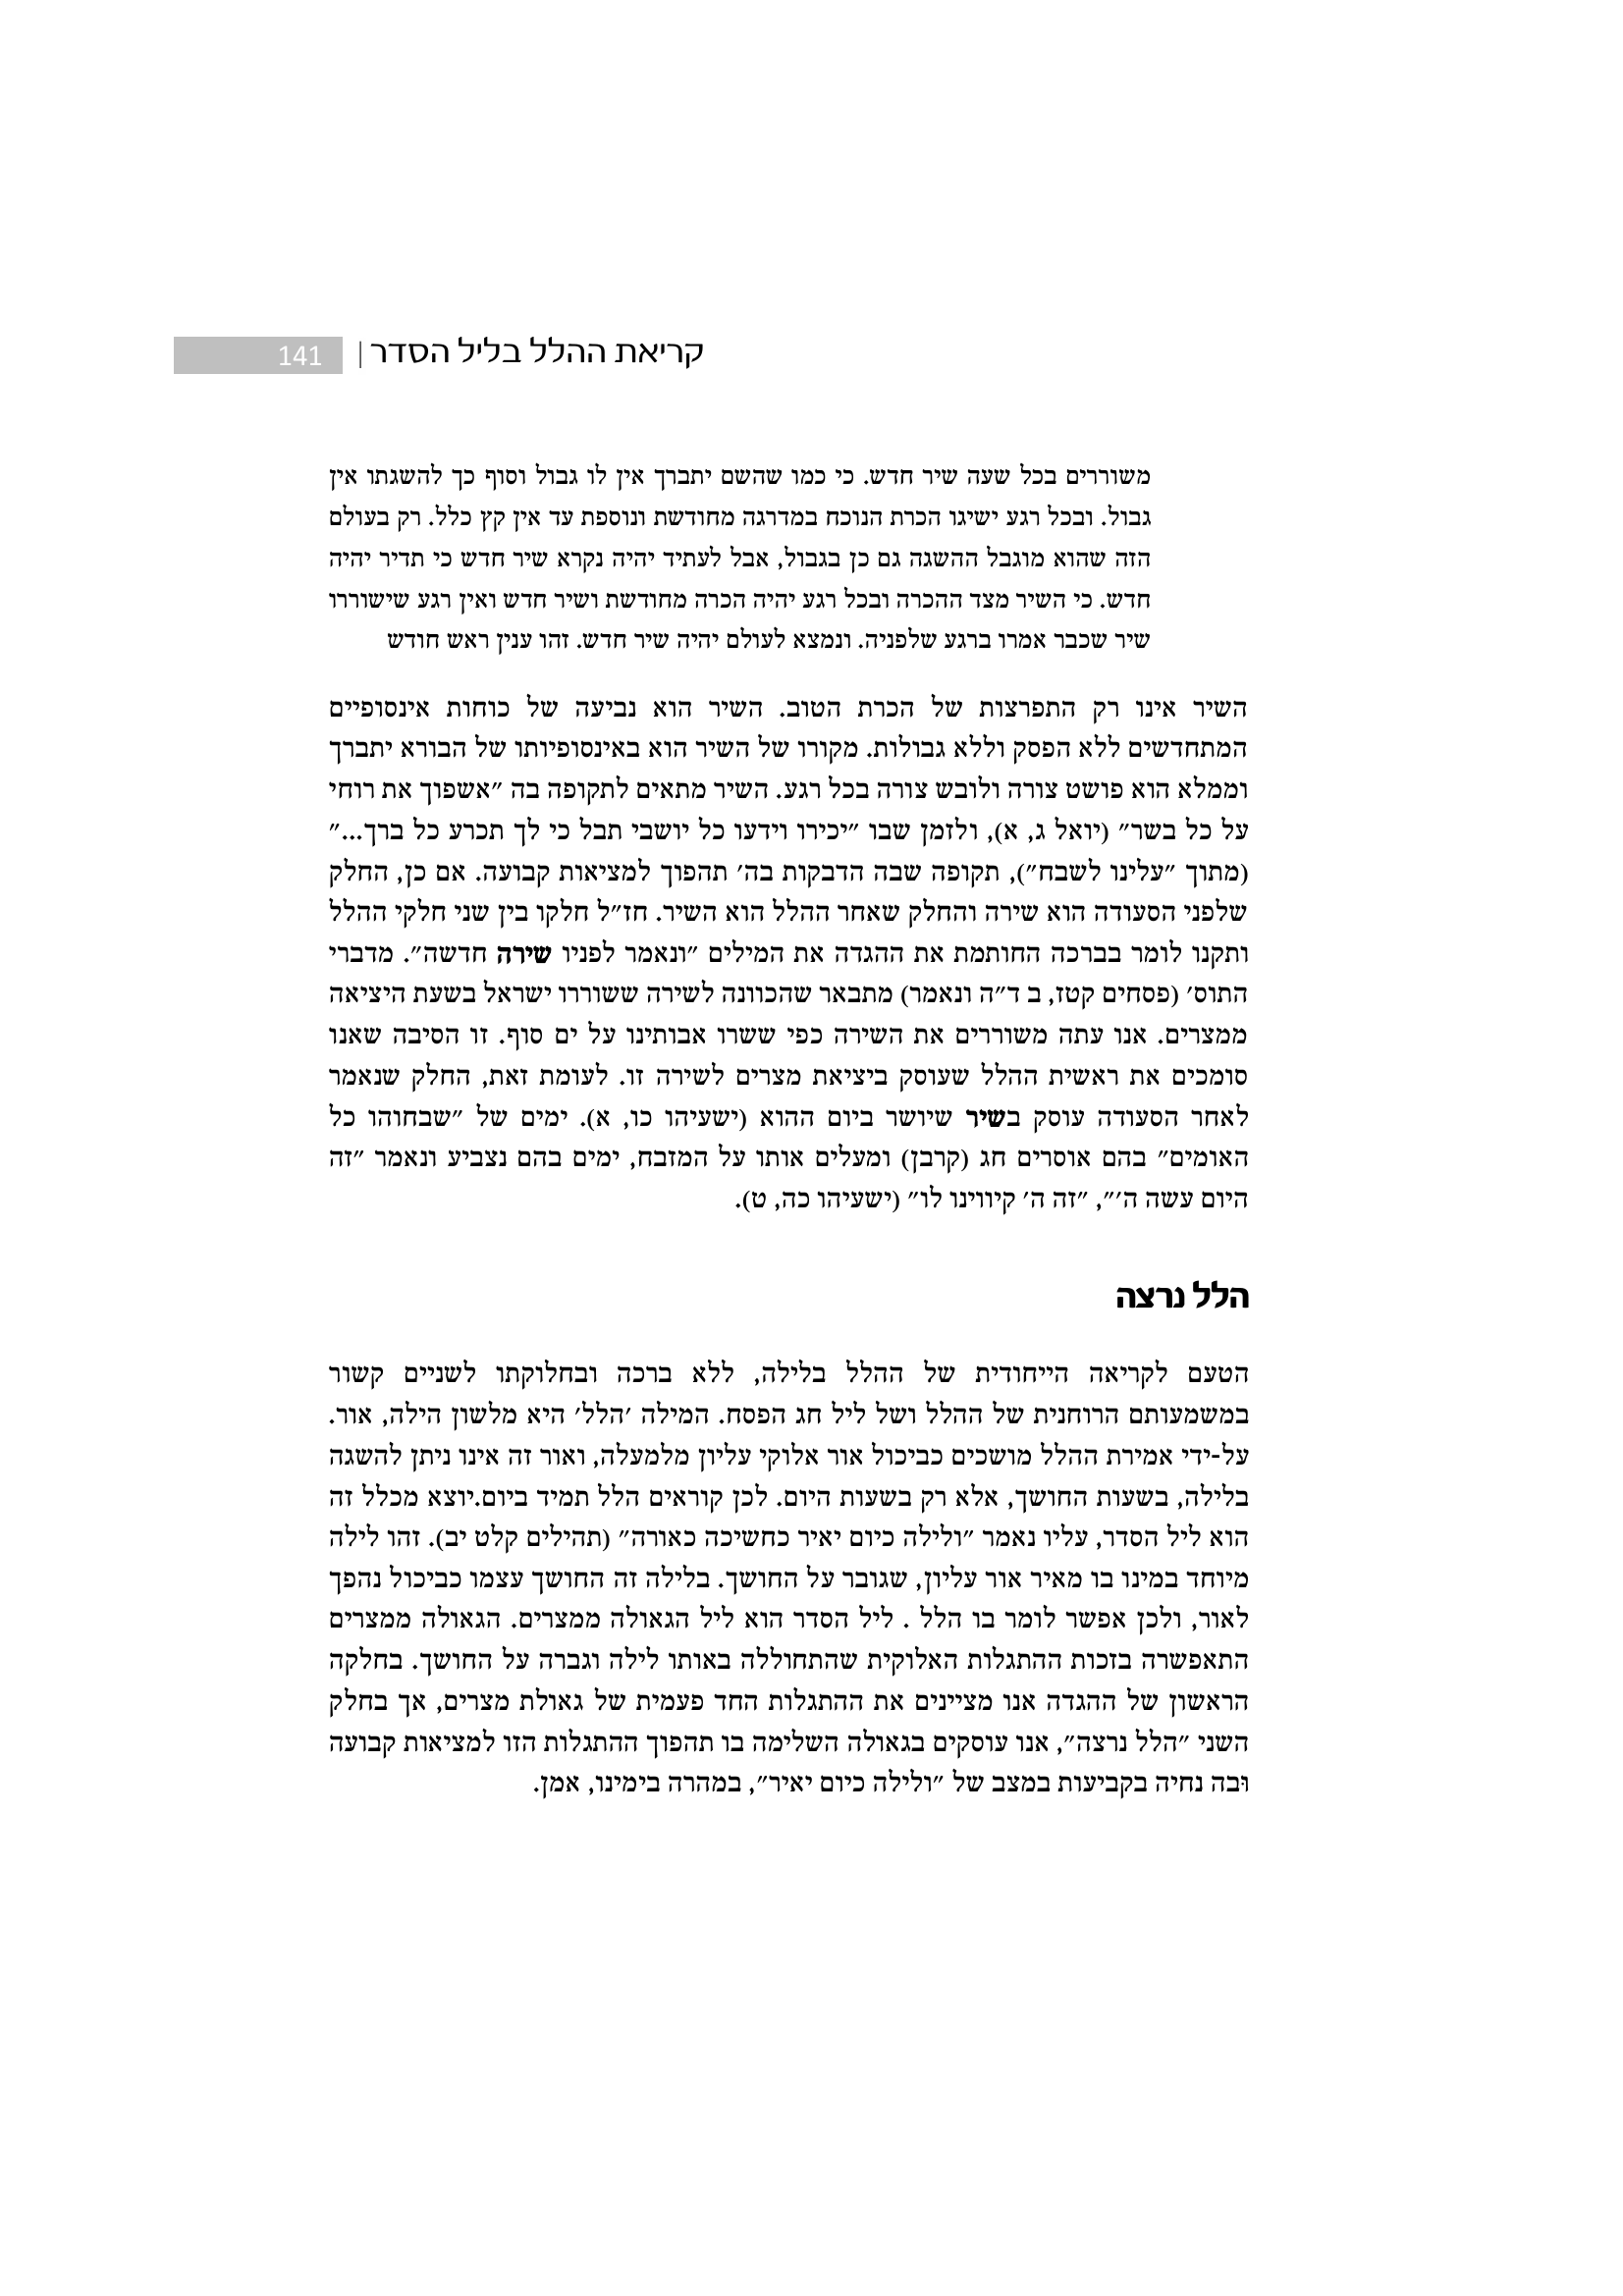 קריאת ההלל בליל הסדר | 141
משוררים בכל שעה שיר חדש. כי כמו שהשם יתברך אין לו גבול וסוף כך להשגתו אין
גבול. ובכל רגע ישיגו הכרת הנוכח במדרגה מחודשת ונוספת עד אין קץ כלל. רק בעולם
הזה שהוא מוגבל ההשגה גם כן בגבול, אבל לעתיד יהיה נקרא שיר חדש כי תדיר יהיה
חדש. כי השיר מצד ההכרה ובכל רגע יהיה הכרה מחודשת ושיר חדש ואין רגע שישוררו
שיר שכבר אמרו ברגע שלפניה. ונמצא לעולם יהיה שיר חדש. זהו ענין ראש חודש
השיר אינו רק התפרצות של הכרת הטוב. השיר הוא נביעה של כוחות אינסופיים
המתחדשים ללא הפסק וללא גבולות. מקורו של השיר הוא באינסופיותו של הבורא יתברך
וממלא הוא פושט צורה ולובש צורה בכל רגע. השיר מתאים לתקופה בה ״אשפוך את רוחי
על כל בשר״ (יואל ג, א), ולזמן שבו ״יכירו וידעו כל יושבי תבל כי לך תכרע כל ברך...״
(מתוך ״עלינו לשבח״), תקופה שבה הדבקות בה׳ תהפוך למציאות קבועה. אם כן, החלק
שלפני הסעודה הוא שירה והחלק שאחר ההלל הוא השיר. חז״ל חלקו בין שני חלקי ההלל
ותקנו לומר בברכה החותמת את ההגדה את המילים ״ונאמר לפניו שירה חדשה״. מדברי
התוס׳ (פסחים קטז, ב ד״ה ונאמר) מתבאר שהכוונה לשירה ששוררו ישראל בשעת היציאה
ממצרים. אנו עתה משוררים את השירה כפי ששרו אבותינו על ים סוף. זו הסיבה שאנו
סומכים את ראשית ההלל שעוסק ביציאת מצרים לשירה זו. לעומת זאת, החלק שנאמר
לאחר הסעודה עוסק בשיר שיושר ביום ההוא (ישעיהו כו, א). ימים של ״שבחוהו כל
האומים״ בהם אוסרים חג (קרבן) ומעלים אותו על המזבח, ימים בהם נצביע ונאמר ״זה
היום עשה ה׳״, ״זה ה׳ קיווינו לו״ (ישעיהו כה, ט).
הלל נרצה
הטעם לקריאה הייחודית של ההלל בלילה, ללא ברכה ובחלוקתו לשניים קשור
במשמעותם הרוחנית של ההלל ושל ליל חג הפסח. המילה ׳הלל׳ היא מלשון הילה, אור.
על-ידי אמירת ההלל מושכים כביכול אור אלוקי עליון מלמעלה, ואור זה אינו ניתן להשגה
בלילה, בשעות החושך, אלא רק בשעות היום. לכן קוראים הלל תמיד ביום.יוצא מכלל זה
הוא ליל הסדר, עליו נאמר ״ולילה כיום יאיר כחשיכה כאורה״ (תהילים קלט יב). זהו לילה
מיוחד במינו בו מאיר אור עליון, שגובר על החושך. בלילה זה החושך עצמו כביכול נהפך
לאור, ולכן אפשר לומר בו הלל . ליל הסדר הוא ליל הגאולה ממצרים. הגאולה ממצרים
התאפשרה בזכות ההתגלות האלוקית שהתחוללה באותו לילה וגברה על החושך. בחלקה
הראשון של ההגדה אנו מציינים את ההתגלות החד פעמית של גאולת מצרים, אך בחלק
השני ״הלל נרצה״, אנו עוסקים בגאולה השלימה בו תהפוך ההתגלות הזו למציאות קבועה
וּבה נחיה בקביעות במצב של ״ולילה כיום יאיר״, במהרה בימינו, אמן.